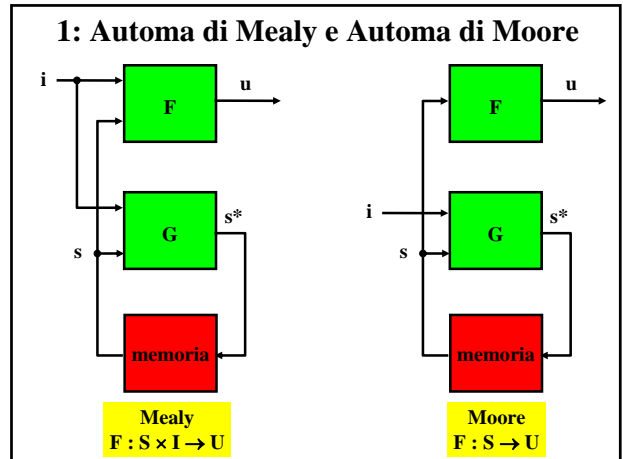 1: Automa di Mealy e Automa di Moore
i
F
u
G
s*
s
memoria
Mealy
F : S × I → U
F
u
i
G
s*
s
memoria
Moore
F : S → U